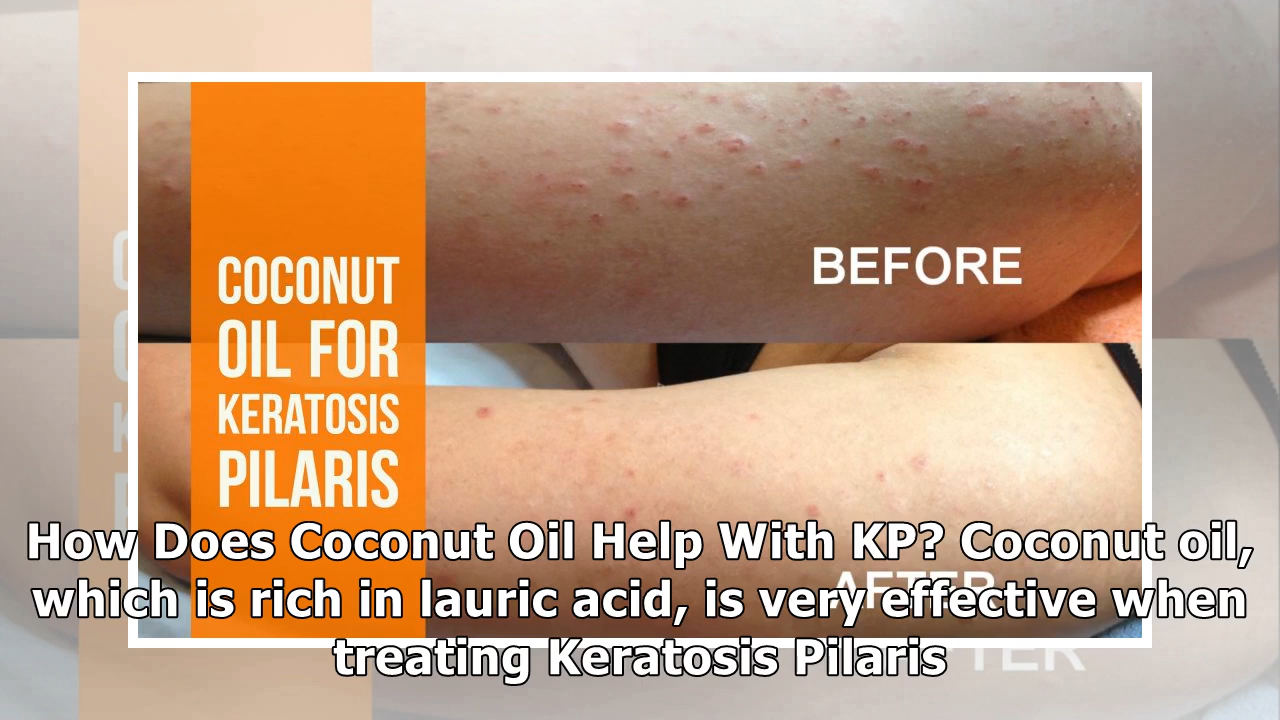 COCONUT
OIL FOR
KERATOSIS
PILARIS
BEFORE
AFTER
How Does Coconut Oil Help With KP? Coconut oil,
which is rich in lauric acid, is very effective when
treating Keratosis Pilaris